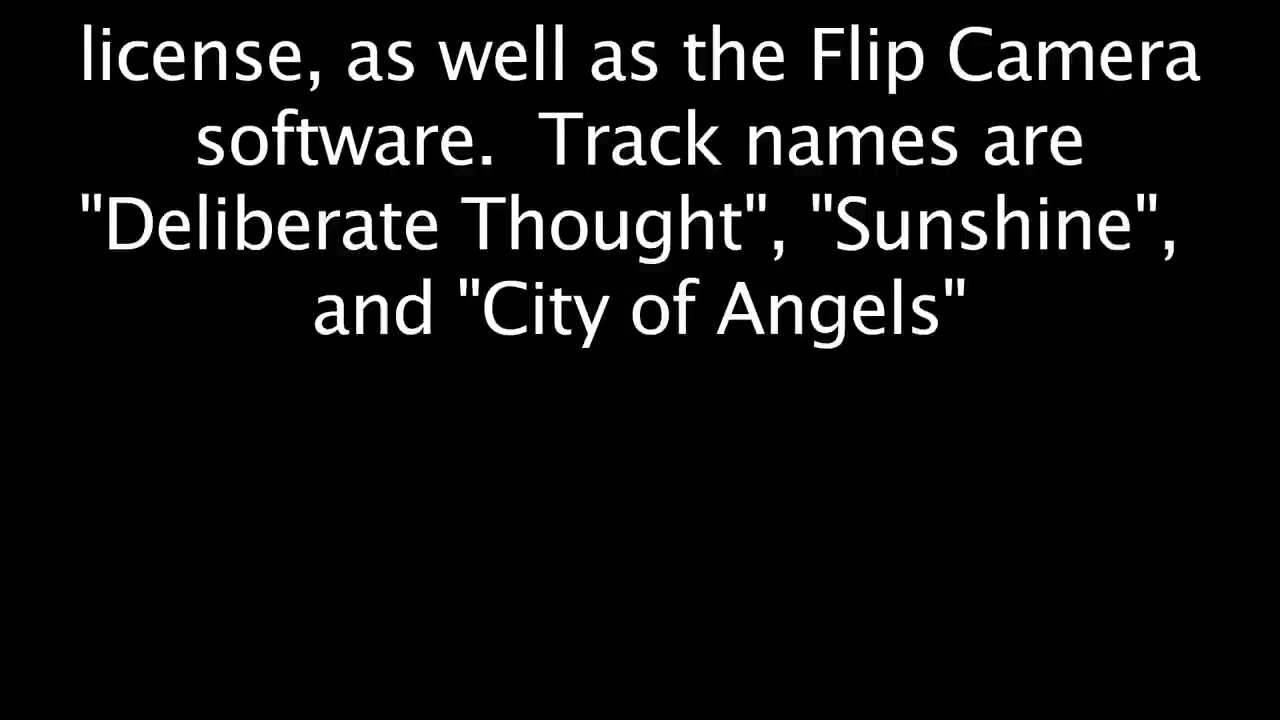 license, as well as the Flip Camera
software.  Track names are
"Deliberate Thought", "Sunshine",
and "City of Angels"